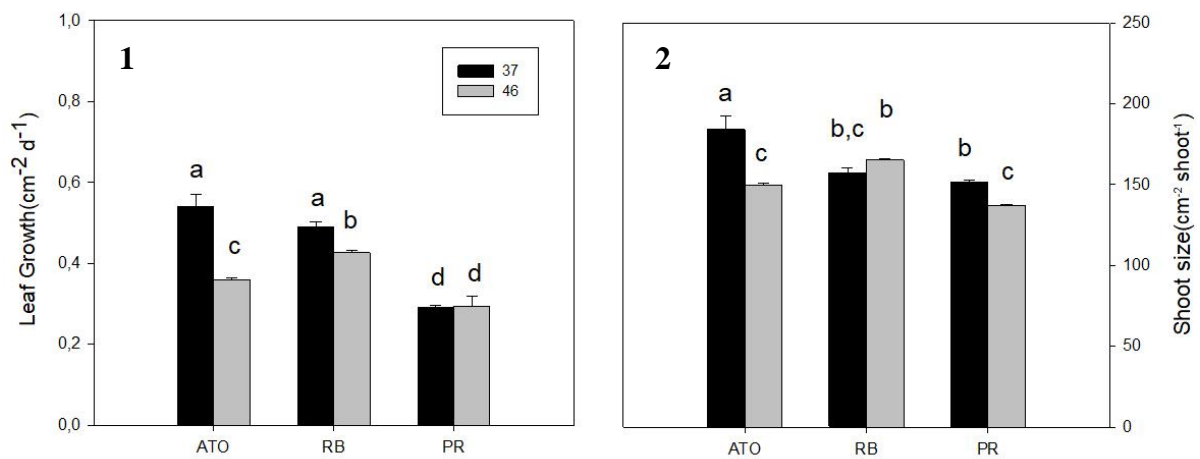 1
37
46
Leaf Growth(cm-2 d-1)
1,0
0,8
0,6
0,4
0,2
0,0
a
c
a
b
d
d
ATO
RB
PR
2
a
c
b,c
b
b
c
ATO
RB
PR
250
200
150
100
50
0
Shoot size(cm-2 shoot-1)